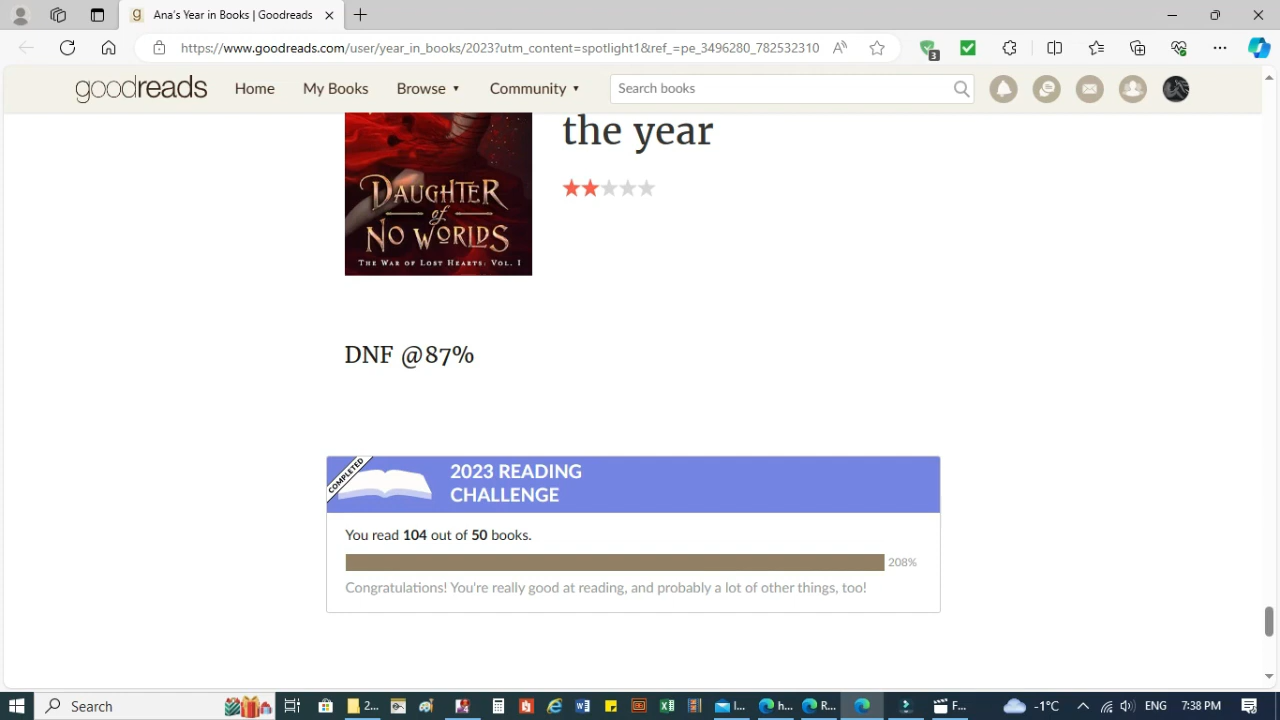 Ana's Year in Books | Goodreads
https://www.goodreads.com/user/year_in_books/2023?utm_content=spotlight1&ref_=pe_3496280_782532310
3
goodreads
Home
My Books
Browse
Community
Search books
the year
DAUGHTER
of
NO WORLDS
THE WAR OF LOST HEARTS: VOL. I
DNF @87%
COMPLETED
2023 READING
CHALLENGE
You read 104 out of 50 books.
208%
Congratulations! You're really good at reading, and probably a lot of other things, too!
Search
2...
I...
h...
R...
F...
-1°C
ENG
7:38 PM